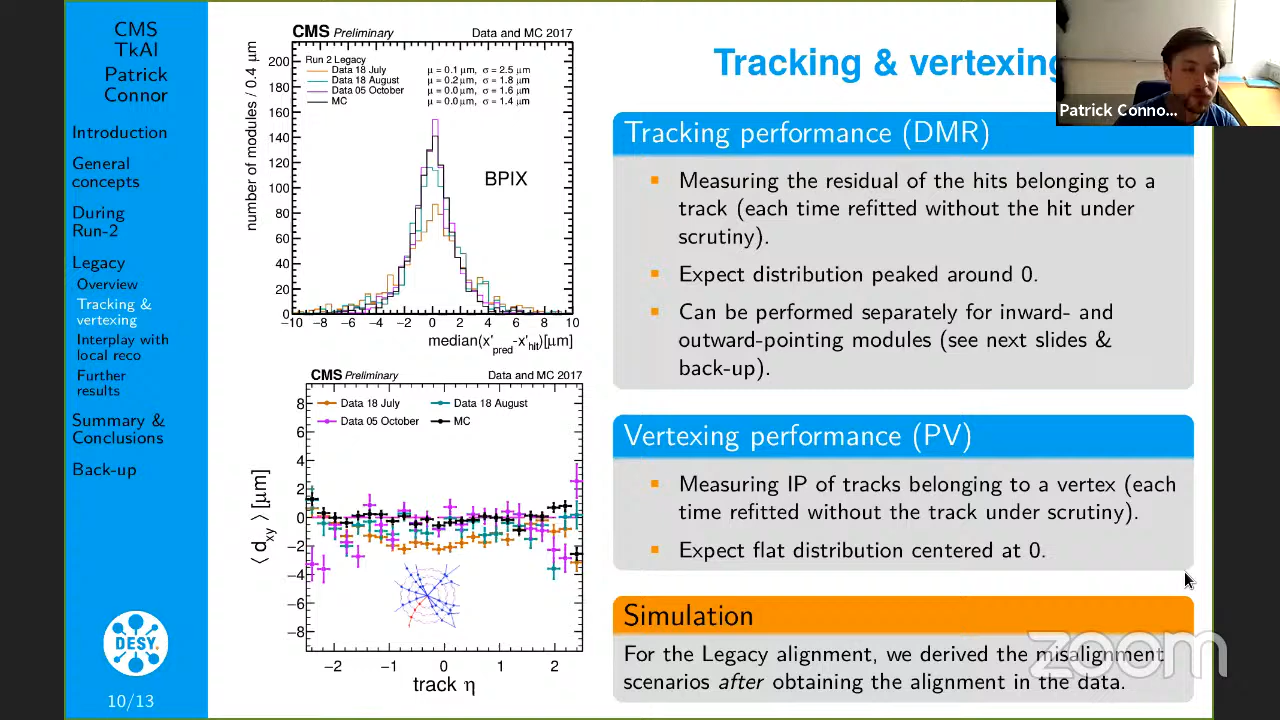 CMS
TkAl
Patrick
Connor
Introduction
General
concepts
During
Run-2
Legacy
Overview
Tracking &
vertexing
Interplay with
local reco
Further
results
Summary &
Conclusions
Back-up
DESY.
10/13
CMS Preliminary
Data and MC 2017
number of modules / 0.4 μm
200
180
160
140
120
100
80
60
40
20
0
Run 2 Legacy
Data 18 July μ = 0.1 μm, σ = 2.5 μm
Data 18 August μ = 0.2 μm, σ = 1.8 μm
Data 05 October μ = 0.0 μm, σ = 1.6 μm
MC μ = 0.0 μm, σ = 1.4 μm
BPIX
−10 −8 −6 −4 −2 0 2 4 6 8 10
median(x'pred-x'hit)[μm]
CMS Preliminary
Data and MC 2017
Data 18 July Data 18 August
Data 05 October MC
⟨ dxy ⟩ [μm]
8
6
4
2
0
−2
−4
−6
−8
−2 −1 0 1 2
track η
Tracking & vertexing
Patrick Conno...
Tracking performance (DMR)
Measuring the residual of the hits belonging to a
track (each time refitted without the hit under
scrutiny).
Expect distribution peaked around 0.
Can be performed separately for inward- and
outward-pointing modules (see next slides &
back-up).
Vertexing performance (PV)
Measuring IP of tracks belonging to a vertex (each
time refitted without the track under scrutiny).
Expect flat distribution centered at 0.
Simulation
For the Legacy alignment, we derived the misalignment
scenarios after obtaining the alignment in the data.
zoom